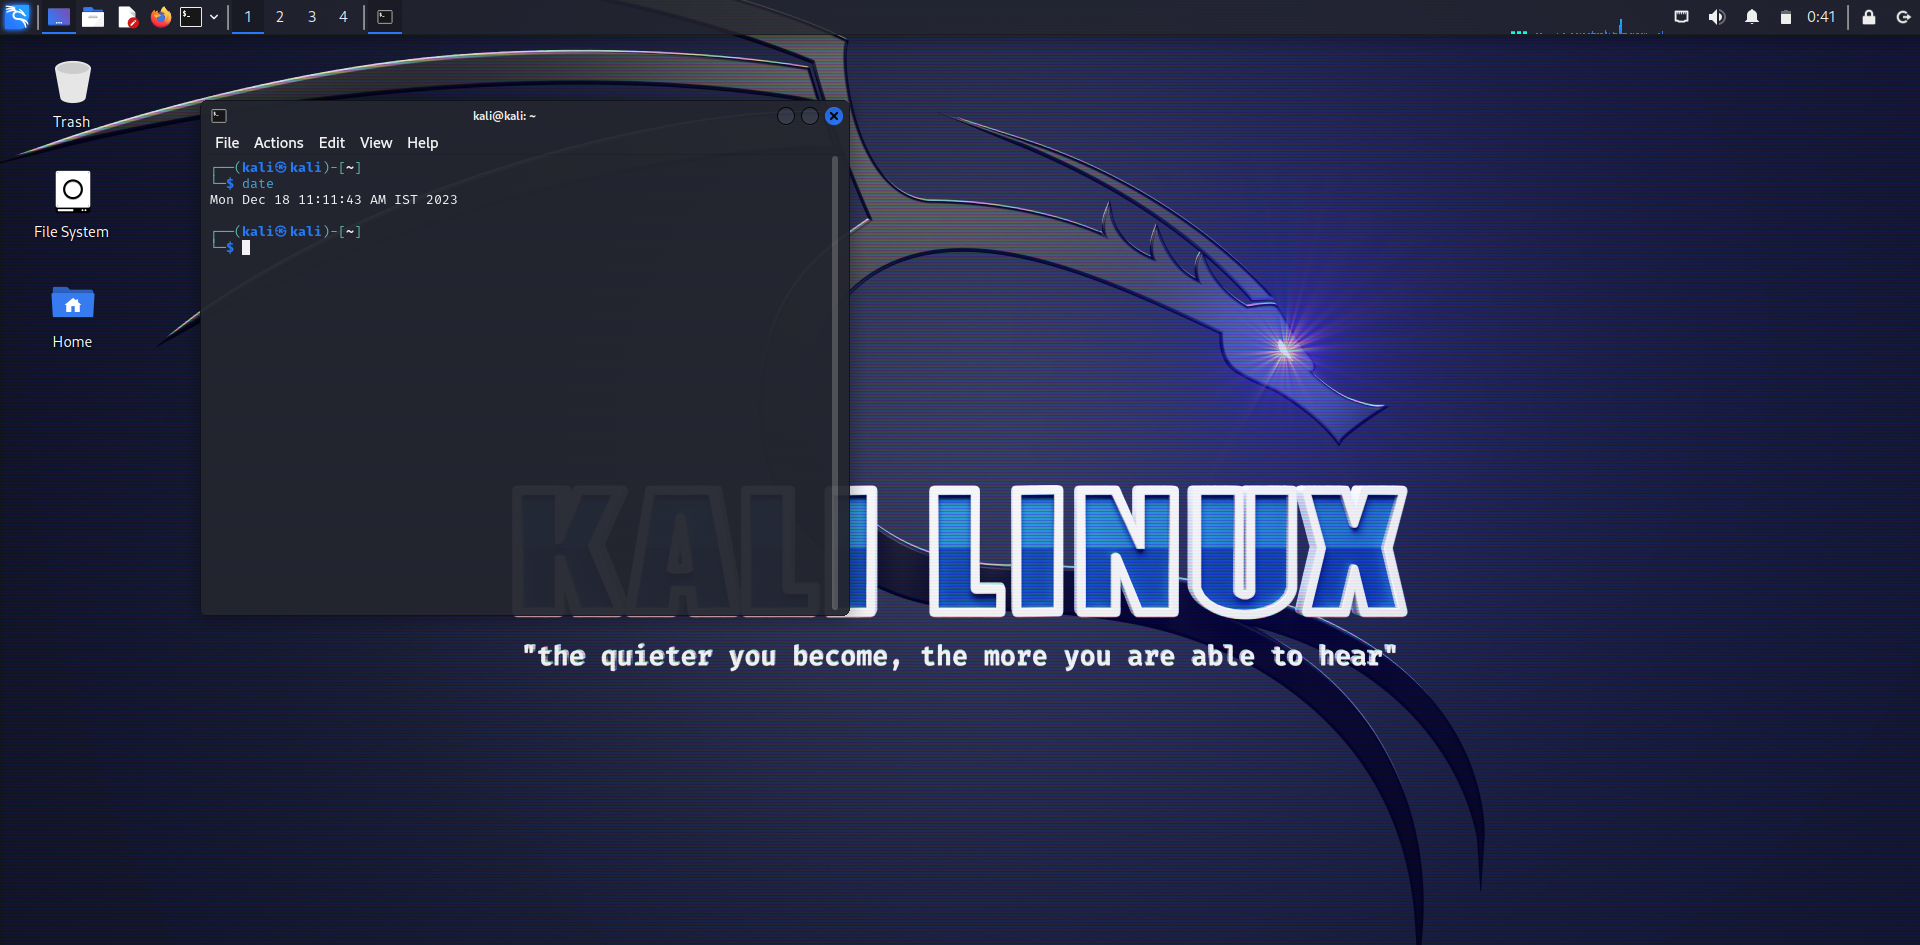 1 2 3 4 0:41
Trash
File System
Home
kali@kali: ~
File Actions Edit View Help
┌──(kali㉿kali)-[~]
└─$ date
Mon Dec 18 11:11:43 AM IST 2023
┌──(kali㉿kali)-[~]
└─$
KALI LINUX
"the quieter you become, the more you are able to hear"